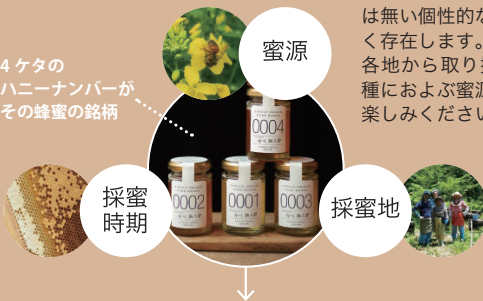 は無い個性的な
く存在します。
各地から取り
種におよぶ蜜源
楽しみください
蜜源
4ケタの
ハニーナンバーが
その蜂蜜の銘柄
0004
0002
0001
0003
採蜜
時期
採蜜地